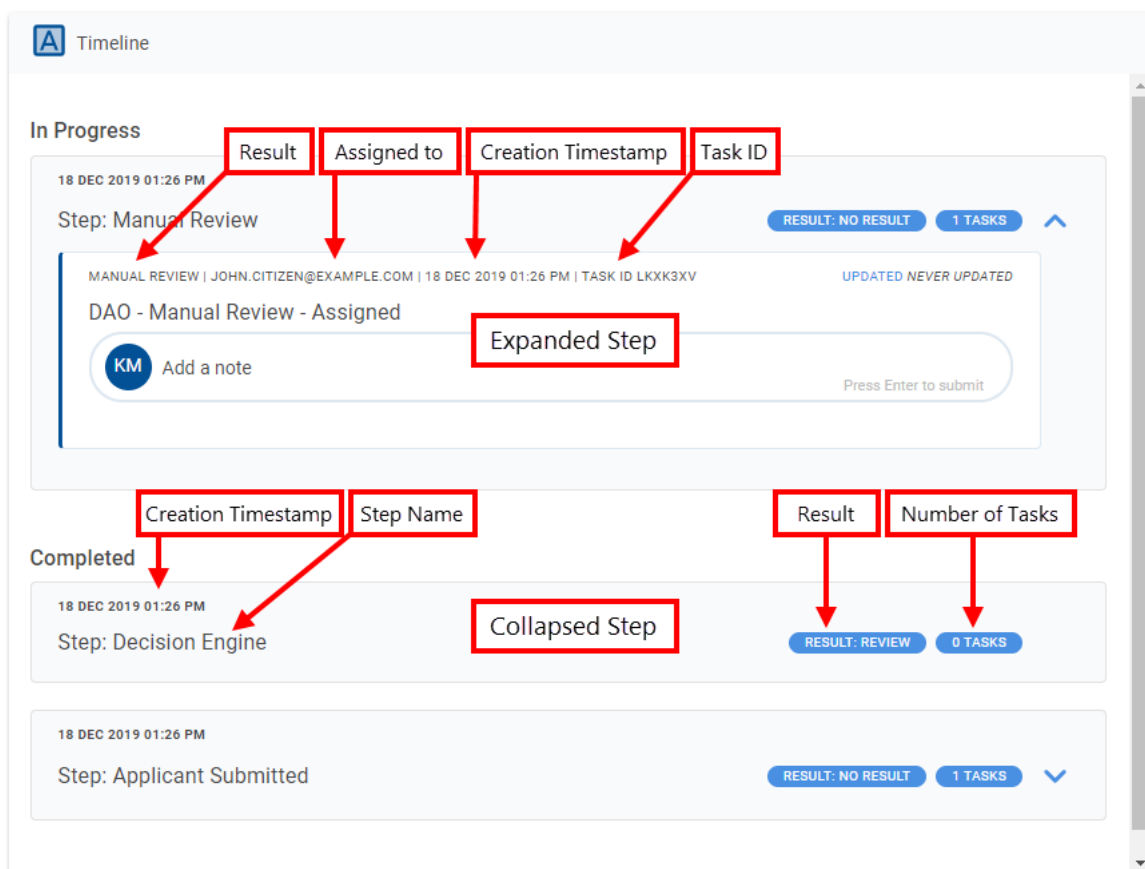 A Timeline
In Progress
Result Assigned to Creation Timestamp Task ID
18 DEC 2019 01:26 PM
Step: Manual Review RESULT: NO RESULT 1 TASKS
MANUAL REVIEW | JOHN.CITIZEN@EXAMPLE.COM | 18 DEC 2019 01:26 PM | TASK ID LKXK3XV UPDATED NEVER UPDATED
DAO - Manual Review - Assigned
Expanded Step
KM Add a note
Press Enter to submit
Creation Timestamp Step Name Result Number of Tasks
Completed
18 DEC 2019 01:26 PM
Collapsed Step
Step: Decision Engine RESULT: REVIEW 0 TASKS
18 DEC 2019 01:26 PM
Step: Applicant Submitted RESULT: NO RESULT 1 TASKS